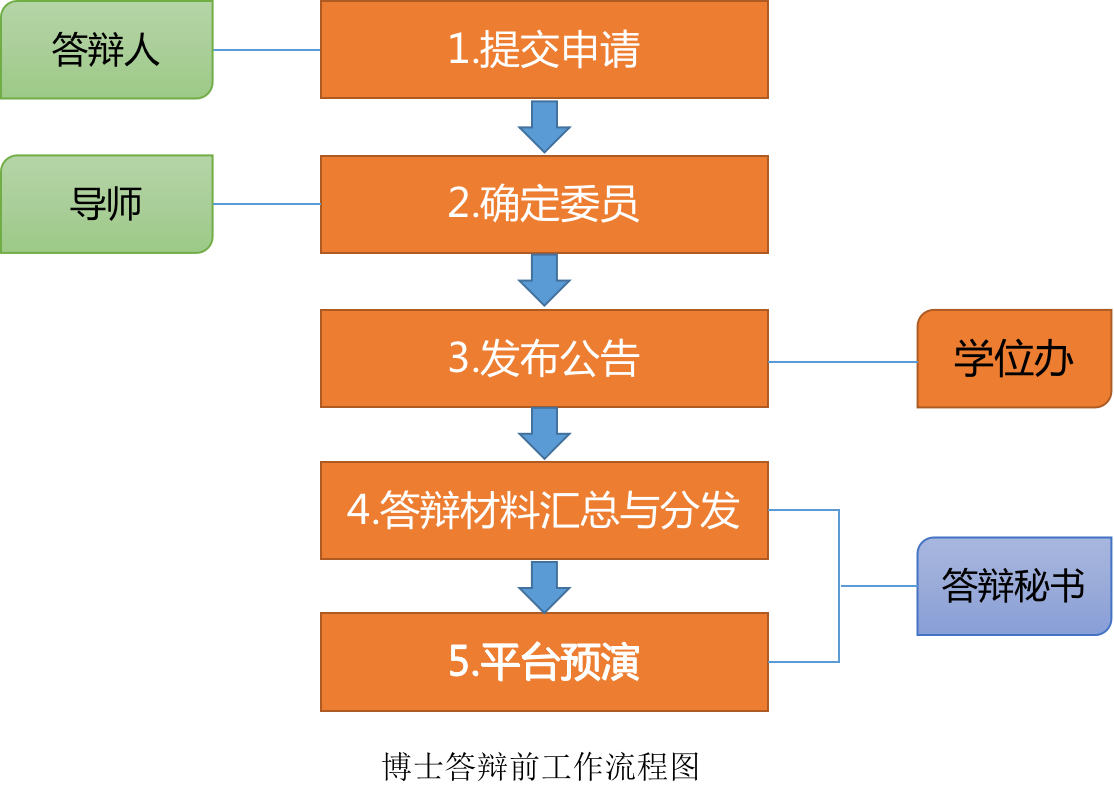 答辩人
1.提交申请
导师
2.确定委员
3.发布公告
学位办
4.答辩材料汇总与分发
答辩秘书
5.平台预演
博士答辩前工作流程图